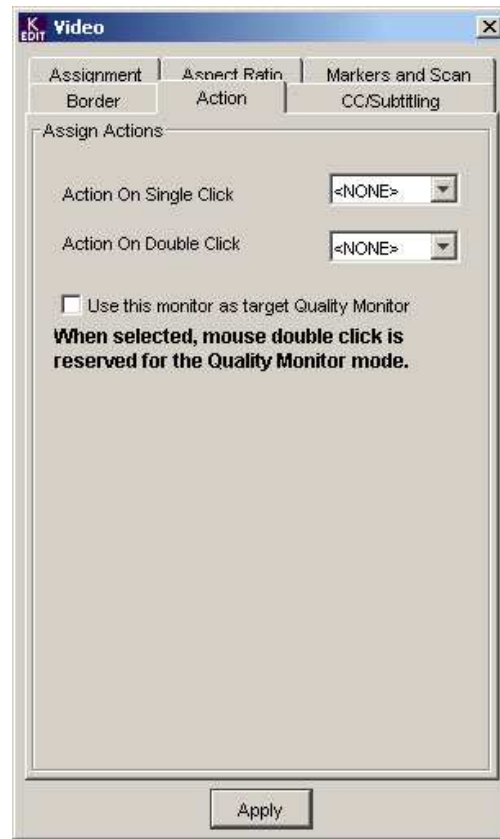 K
EDIT Video
Assignment Aspect Ratio Markers and Scan
Border Action CC/Subtitling
Assign Actions
Action On Single Click <NONE>
Action On Double Click <NONE>
Use this monitor as target Quality Monitor
When selected, mouse double click is
reserved for the Quality Monitor mode.
Apply